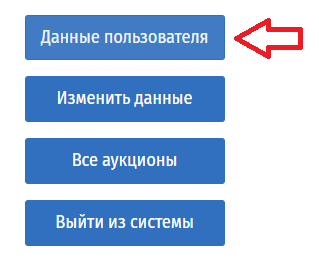 Данные пользователя
Изменить данные
Все аукционы
Выйти из системы